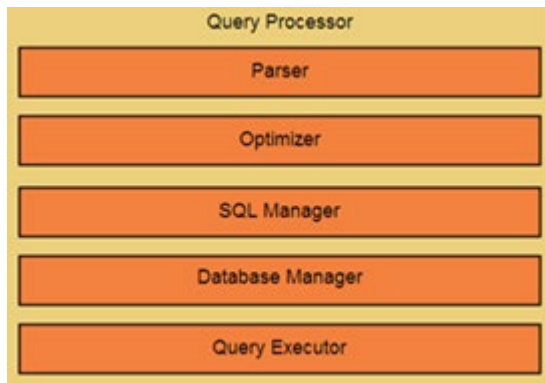 Query Processor
Parser
Optimizer
SQL Manager
Database Manager
Query Executor